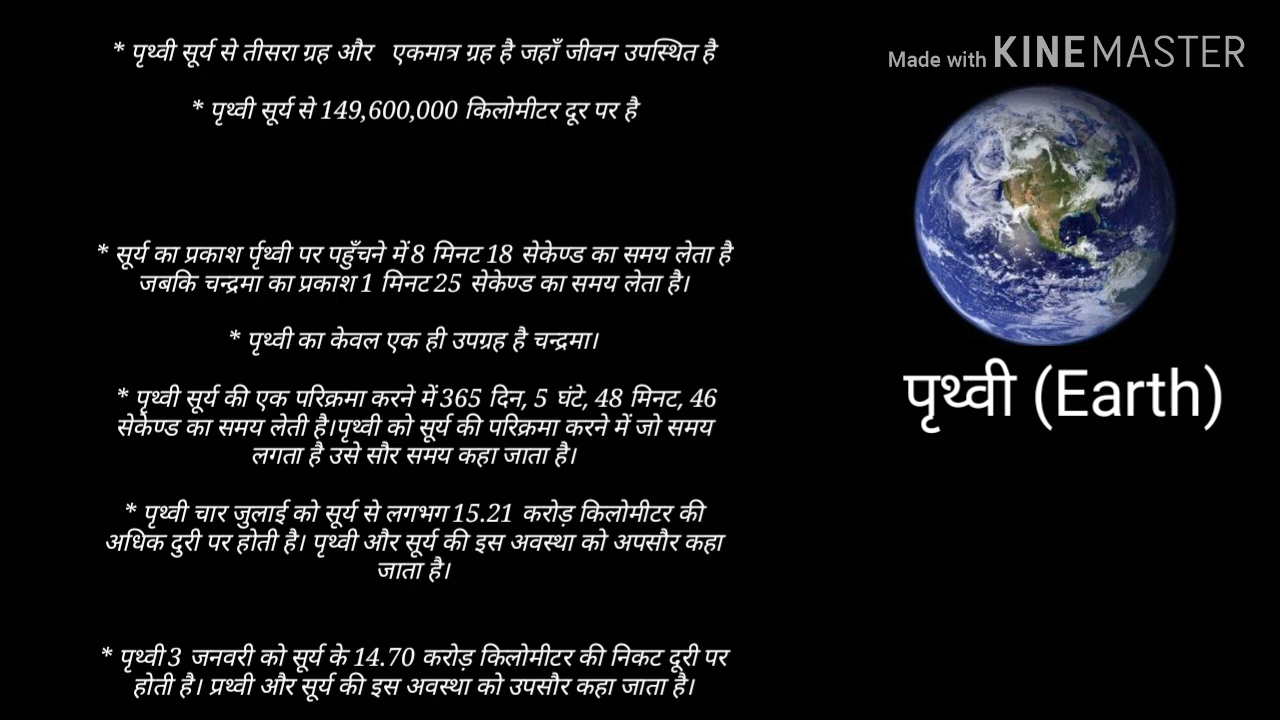 * पृथ्वी सूर्य से तीसरा ग्रह और एकमात्र ग्रह है जहाँ जीवन उपस्थित है
* पृथ्वी सूर्य से 149,600,000 किलोमीटर दूर पर है
* सूर्य का प्रकाश र्पृथ्वी पर पहुँचने में 8 मिनट 18 सेकेण्ड का समय लेता है
जबकि चन्द्रमा का प्रकाश 1 मिनट 25 सेकेण्ड का समय लेता है।
* पृथ्वी का केवल एक ही उपग्रह है चन्द्रमा।
* पृथ्वी सूर्य की एक परिक्रमा करने में 365 दिन, 5 घंटे, 48 मिनट, 46
सेकेण्ड का समय लेती है।पृथ्वी को सूर्य की परिक्रमा करने में जो समय
लगता है उसे सौर समय कहा जाता है।
* पृथ्वी चार जुलाई को सूर्य से लगभग 15.21 करोड़ किलोमीटर की
अधिक दुरी पर होती है। पृथ्वी और सूर्य की इस अवस्था को अपसौर कहा
जाता है।
* पृथ्वी 3 जनवरी को सूर्य के 14.70 करोड़ किलोमीटर की निकट दूरी पर
होती है। प्रथ्वी और सूर्य की इस अवस्था को उपसौर कहा जाता है।
Made with KINEMASTER
पृथ्वी (Earth)